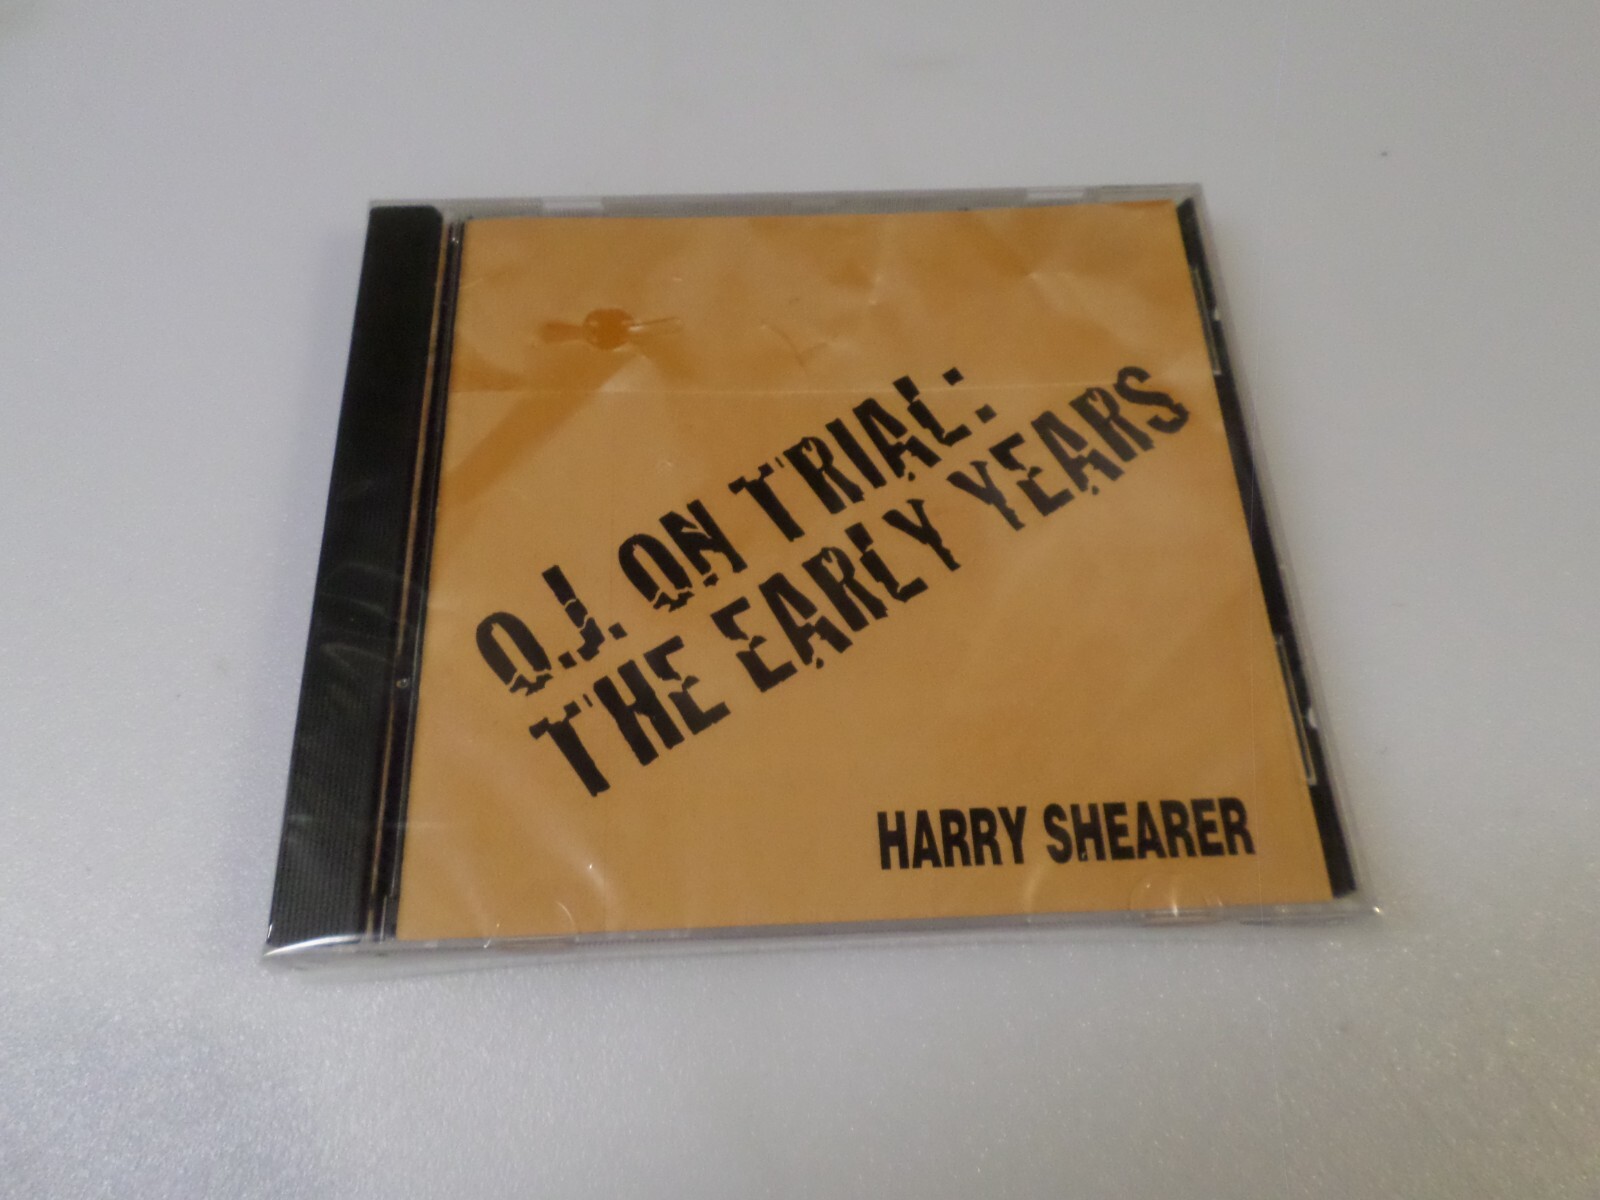 O.J. ON TRIAL:
THE EARLY YEARS
HARRY SHEARER